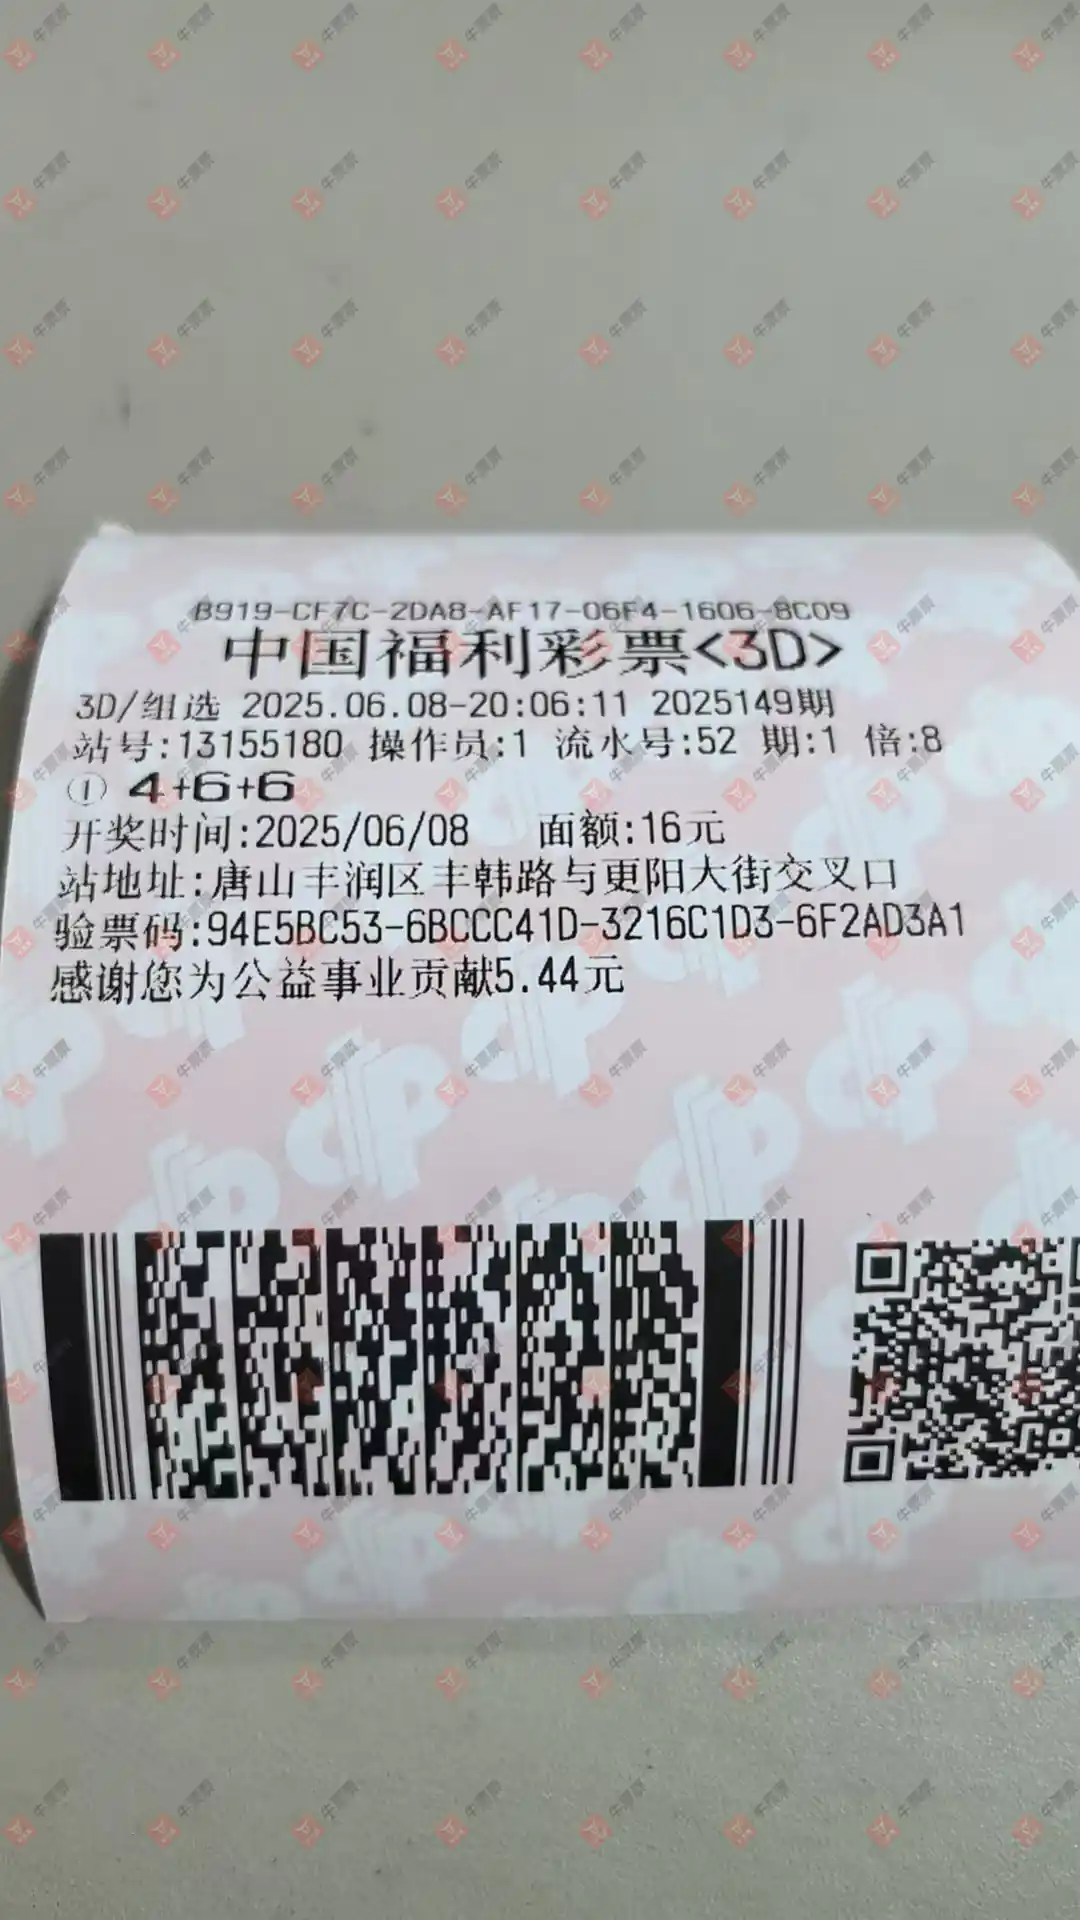 B919-CF7C-2DA8-AF17-06F4-1606-8C09
中国福利彩票<3D>
3D/组选 2025.06.08-20:06:11 2025149期
站号:13155180 操作员:1 流水号:52 期:1 倍:8
① 4+6+6
开奖时间:2025/06/08 面额:16元
站地址:唐山丰润区丰韩路与更阳大街交叉口
验票码:94E5BC53-6BCCC41D-3216C1D3-6F2AD3A1
感谢您为公益事业贡献5.44元
牛票票